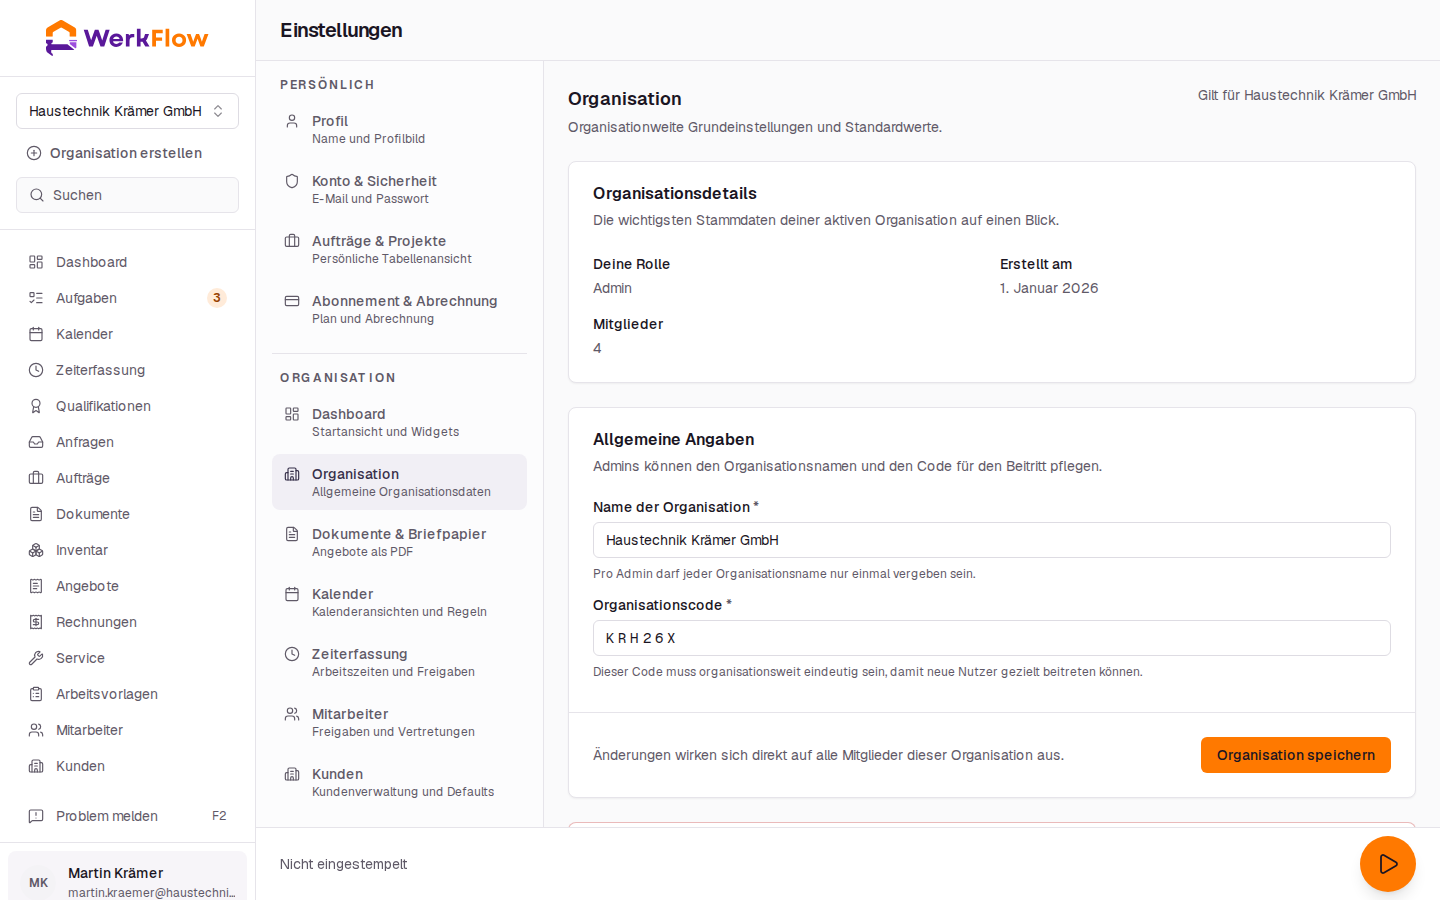 WerkFlow
Haustechnik Krämer GmbH
Organisation erstellen
Suchen
Dashboard
Aufgaben 3
Kalender
Zeiterfassung
Qualifikationen
Anfragen
Aufträge
Dokumente
Inventar
Angebote
Rechnungen
Service
Arbeitsvorlagen
Mitarbeiter
Kunden
Problem melden F2
MK
Martin Krämer
martin.kraemer@haustechni...
Einstellungen
PERSÖNLICH
Profil
Name und Profilbild
Konto & Sicherheit
E-Mail und Passwort
Aufträge & Projekte
Persönliche Tabellenansicht
Abonnement & Abrechnung
Plan und Abrechnung
ORGANISATION
Dashboard
Startansicht und Widgets
Organisation
Allgemeine Organisationsdaten
Dokumente & Briefpapier
Angebote als PDF
Kalender
Kalenderansichten und Regeln
Zeiterfassung
Arbeitszeiten und Freigaben
Mitarbeiter
Freigaben und Vertretungen
Kunden
Kundenverwaltung und Defaults
Organisation
Gilt für Haustechnik Krämer GmbH
Organisationweite Grundeinstellungen und Standardwerte.
Organisationsdetails
Die wichtigsten Stammdaten deiner aktiven Organisation auf einen Blick.
Deine Rolle
Admin
Erstellt am
1. Januar 2026
Mitglieder
4
Allgemeine Angaben
Admins können den Organisationsnamen und den Code für den Beitritt pflegen.
Name der Organisation *
Haustechnik Krämer GmbH
Pro Admin darf jeder Organisationsname nur einmal vergeben sein.
Organisationscode *
KRH26X
Dieser Code muss organisationsweit eindeutig sein, damit neue Nutzer gezielt beitreten können.
Änderungen wirken sich direkt auf alle Mitglieder dieser Organisation aus.
Organisation speichern
Nicht eingestempelt